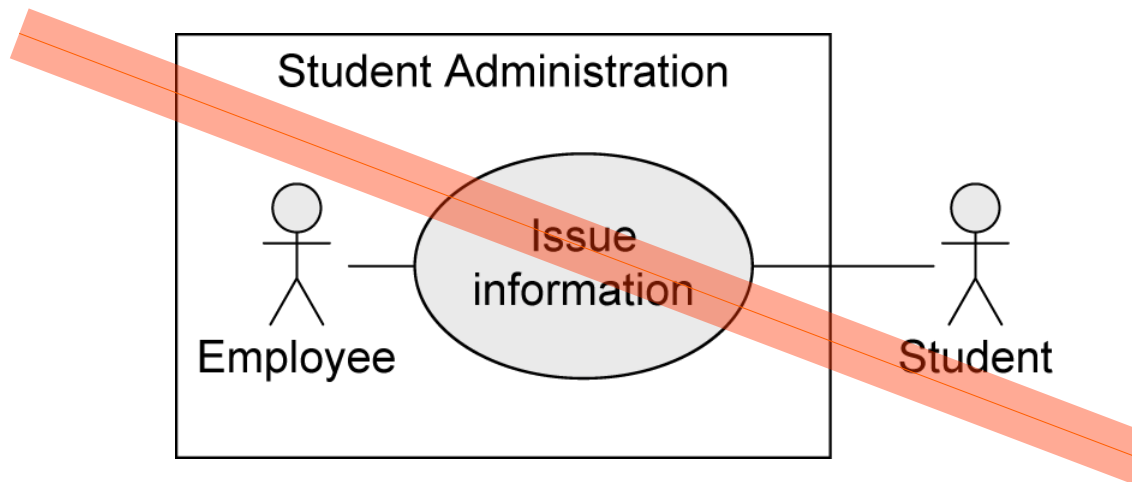 Student Administration
Issue
information
Employee
Student